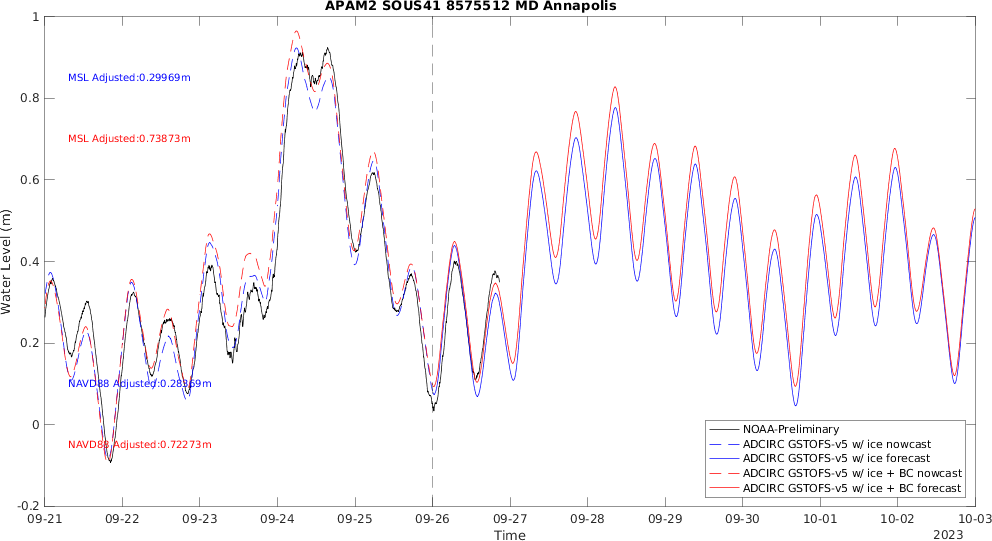 APAM2 SOUS41 8575512 MD Annapolis
1
0.8
0.6
0.4
0.2
0
-0.2
Water Level (m)
MSL Adjusted:0.29969m
MSL Adjusted:0.73873m
NAVD88 Adjusted:0.28369m
NAVD88 Adjusted:0.72273m
NOAA-Preliminary
ADCIRC GSTOFS-v5 w/ ice nowcast
ADCIRC GSTOFS-v5 w/ ice forecast
ADCIRC GSTOFS-v5 w/ ice + BC nowcast
ADCIRC GSTOFS-v5 w/ ice + BC forecast
09-21 09-22 09-23 09-24 09-25 09-26 09-27 09-28 09-29 09-30 10-01 10-02 10-03
Time
2023